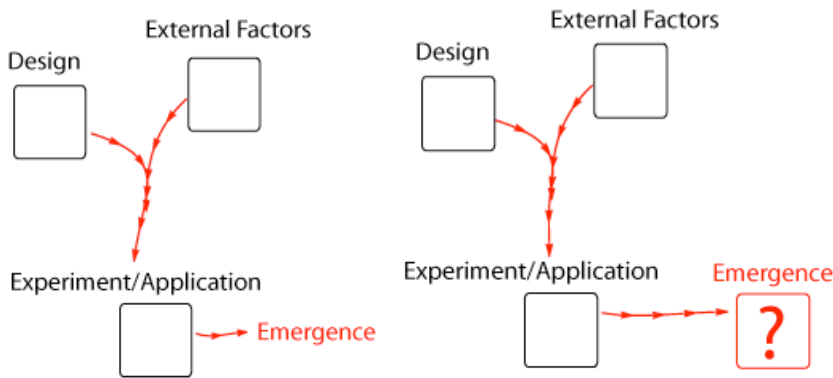 External Factors
Design
Experiment/Application
Emergence
External Factors
Design
Experiment/Application
Emergence
?